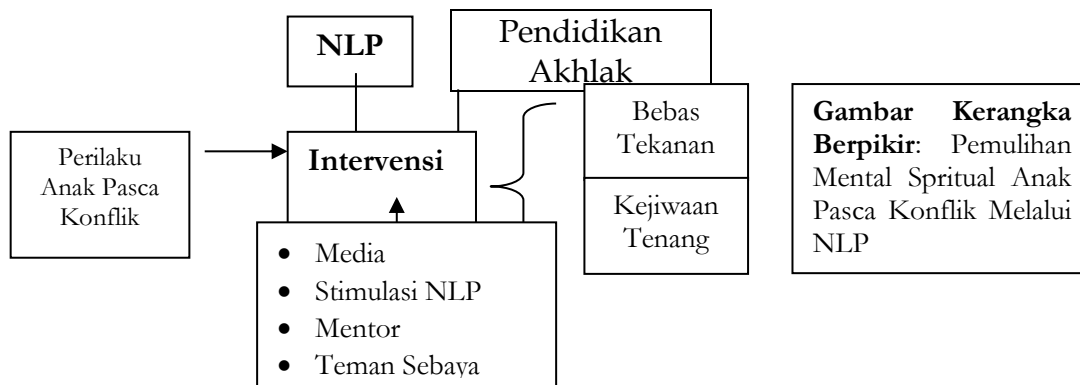 NLP
Pendidikan
Akhlak
Perilaku
Anak Pasca
Konflik
Intervensi
Bebas
Tekanan
Kejiwaan
Tenang
Gambar Kerangka
Berpikir: Pemulihan
Mental Spritual Anak
Pasca Konflik Melalui
NLP
• Media
• Stimulasi NLP
• Mentor
• Teman Sebaya